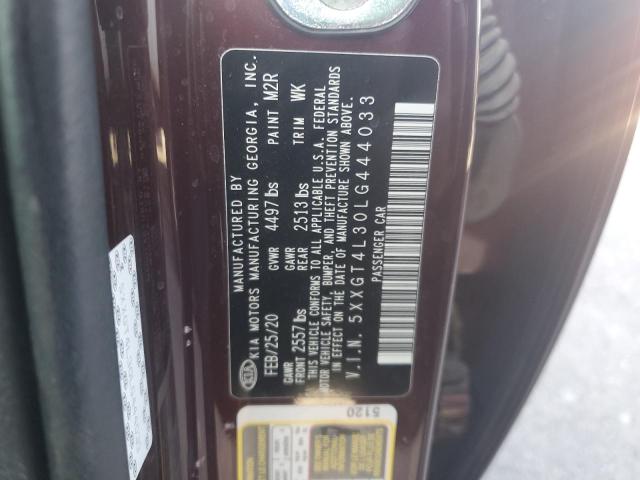 MANUFACTURED BY
KIA KIA MOTORS MANUFACTURING GEORGIA, INC.
FEB/25/20 GVWR 4497lbs PAINT M2R
GAWR FRONT 2557lbs GAWR REAR 2513lbs TRIM WK
THIS VEHICLE CONFORMS TO ALL APPLICABLE U.S.A. FEDERAL
MOTOR VEHICLE SAFETY, BUMPER, AND THEFT PREVENTION STANDARDS
IN EFFECT ON THE DATE OF MANUFACTURE SHOWN ABOVE.
V.I.N. 5XXGT4L30LG444033
PASSENGER CAR
5120